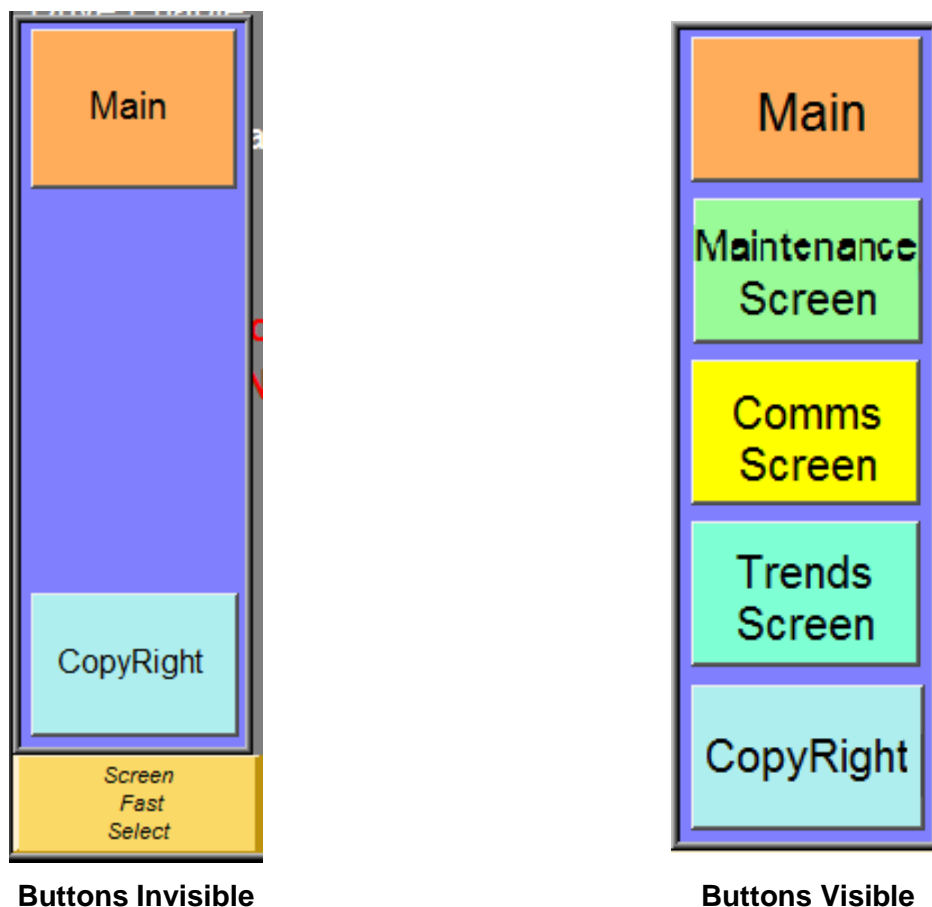 Main
CopyRight
Screen
Fast
Select
Buttons Invisible
Main
Maintenance
Screen
Comms
Screen
Trends
Screen
CopyRight
Buttons Visible